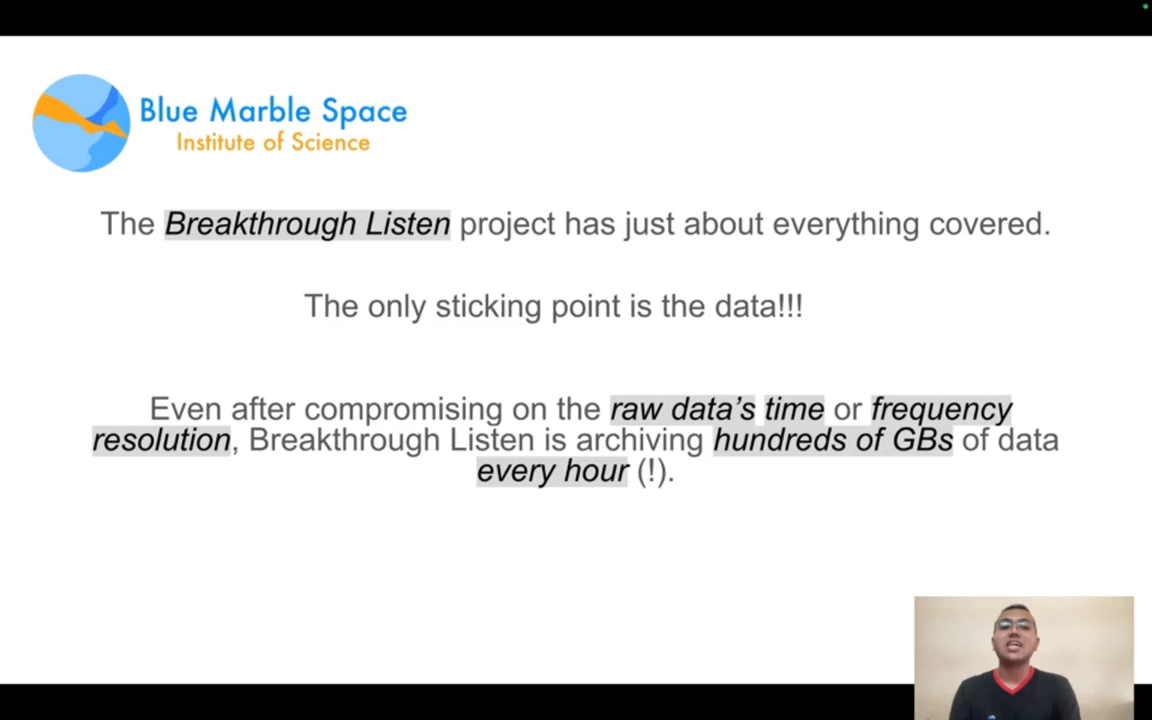 Blue Marble Space
Institute of Science
The Breakthrough Listen project has just about everything covered.
The only sticking point is the data!!!
Even after compromising on the raw data’s time or frequency
resolution, Breakthrough Listen is archiving hundreds of GBs of data
every hour (!).